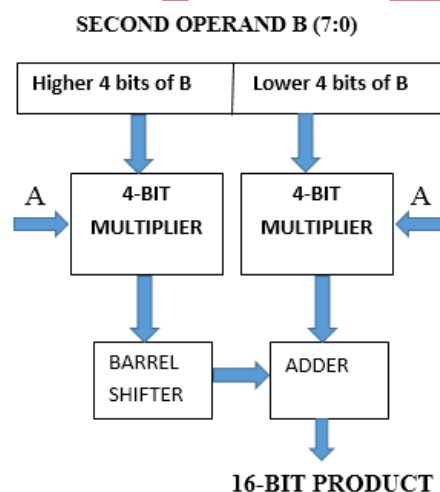 SECOND OPERAND B (7:0)
Higher 4 bits of B
Lower 4 bits of B
A
4-BIT
MULTIPLIER
4-BIT
MULTIPLIER
A
BARREL
SHIFTER
ADDER
16-BIT PRODUCT